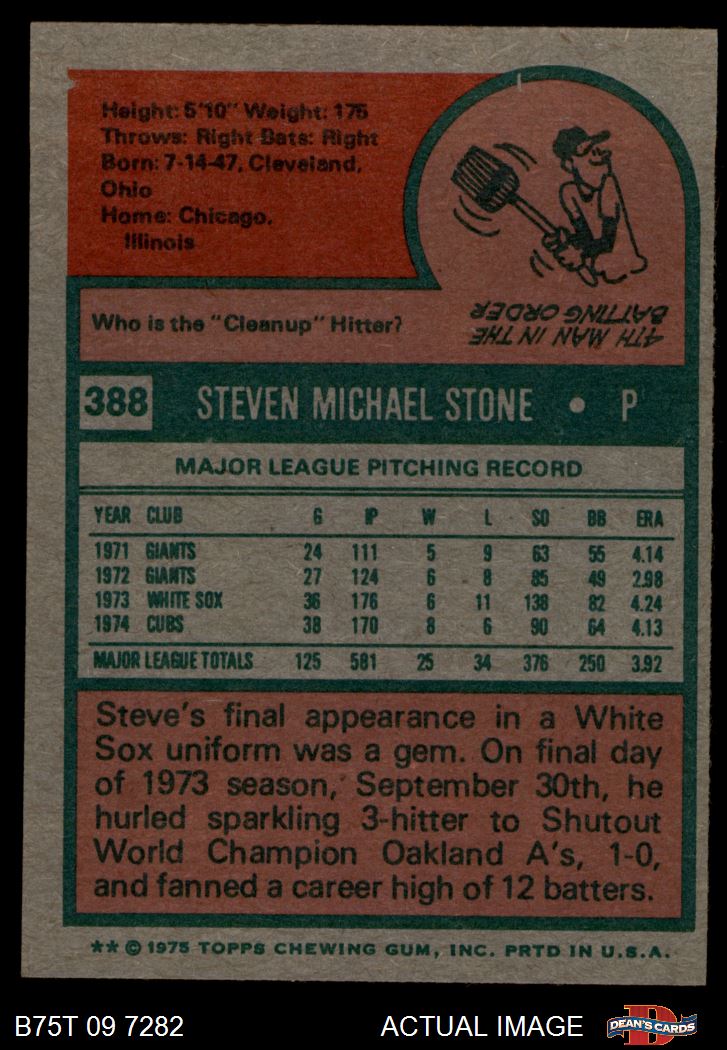 Height: 5'10" Weight: 175
Throws: Right Bats: Right
Born: 7-14-47, Cleveland,
Ohio
Home: Chicago,
Illinois
Who is the "Cleanup" Hitter?
4TH MAN IN THE
BATTING ORDER
388 STEVEN MICHAEL STONE • P
MAJOR LEAGUE PITCHING RECORD
YEAR CLUB G IP W L SO BB ERA
1971 GIANTS 24 111 5 9 63 55 4.14
1972 GIANTS 27 124 6 8 85 49 2.98
1973 WHITE SOX 36 176 6 11 138 82 4.24
1974 CUBS 38 170 8 6 90 64 4.13
MAJOR LEAGUE TOTALS 125 581 25 34 376 250 3.92
Steve's final appearance in a White
Sox uniform was a gem. On final day
of 1973 season, September 30th, he
hurled sparkling 3-hitter to Shutout
World Champion Oakland A's, 1-0,
and fanned a career high of 12 batters.
** © 1975 TOPPS CHEWING GUM, INC. PRTD IN U.S.A.
B75T 09 7282 ACTUAL IMAGE DEAN'S CARDS